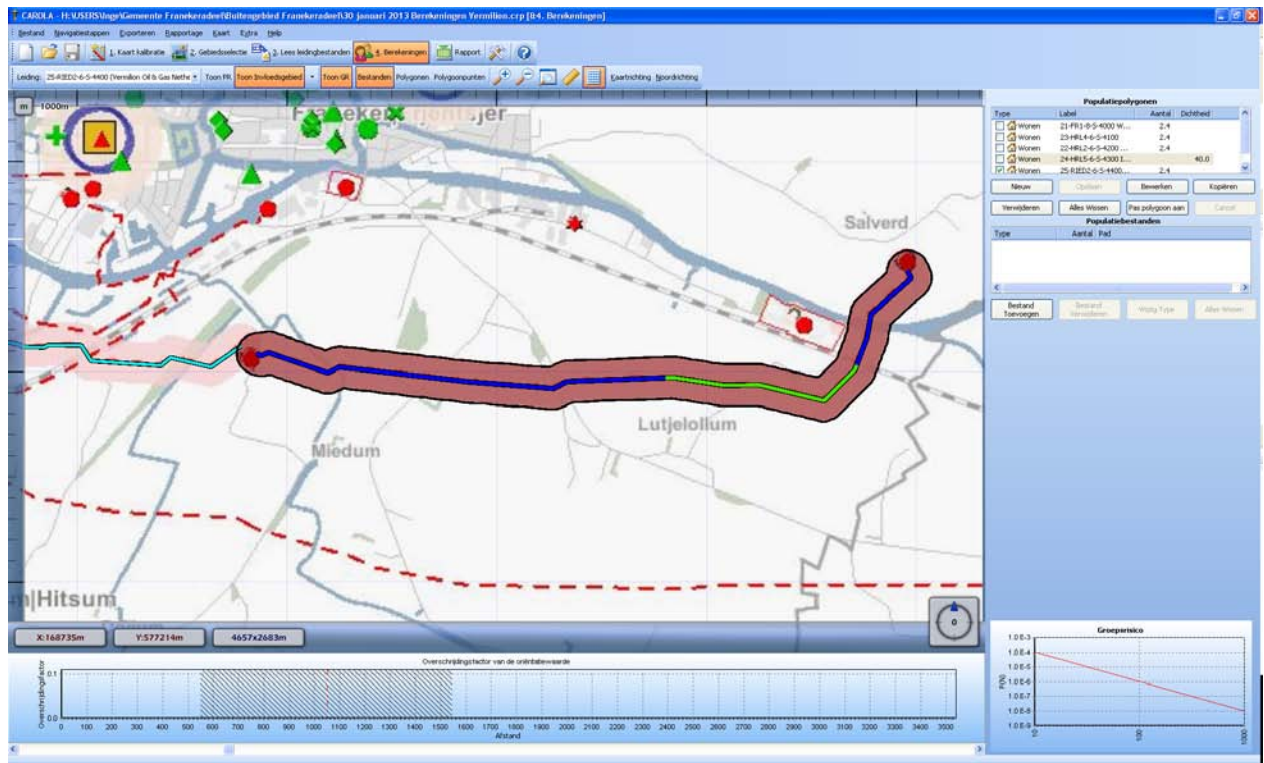 CAROLA - H:\USERS\Inge\Gemeente Franekeradeel\Buitengebied Franekeradeel\30 januari 2013 Berekeningen Vermilion.crp [&4. Berekeningen]
Bestand Navigatiestappen Exporteren Rapportage Kaart Extra Help
1. Kaart kalibratie 2. Gebiedsselectie 3. Lees leidingbestanden 4. Berekeningen Rapport
Leiding: 25-RIED2-6-S-4400 (Vermilion Oil & Gas Nethe Toon PR Toon Invloedsgebied Toon GR Bestanden Polygonen Polygoonpunten Kaartrichting Noordrichting
m 1000m
Salverd
Lutjelollum
Miedum
m|Hitsum
X:168735m Y:577214m 4657x2683m
0
Overschrijdingsfactor van de oriëntatiewaarde
Overschrijdingsfactor
0.1
0.0
0 100 200 300 400 500 600 700 800 900 1000 1100 1200 1300 1400 1500 1600 1700 1800 1900 2000 2100 2200 2300 2400 2500 2600 2700 2800 2900 3000 3100 3200 3300 3400 3500
Afstand
Populatiepolygonen
Type Label Aantal Dichtheid
Wonen 21-FR1-8-S-4000 W... 2.4
Wonen 23-HRL4-6-S-4100 2.4
Wonen 22-HRL2-6-S-4200 ... 2.4
Wonen 24-HRL5-6-S-4300 I... 40.0
Wonen 25-RIED2-6-S-4400... 2.4
Nieuw Opslaan Bewerken Kopiëren
Verwijderen Alles Wissen Pas polygoon aan Cancel
Populatiebestanden
Type Aantal Pad
Bestand Toevoegen Bestand Verwijderen Wijzig Type Alles Wissen
Groepsrisico
F(N)
1.0E-3
1.0E-4
1.0E-5
1.0E-6
1.0E-7
1.0E-8
1.0E-9
10 100 1000